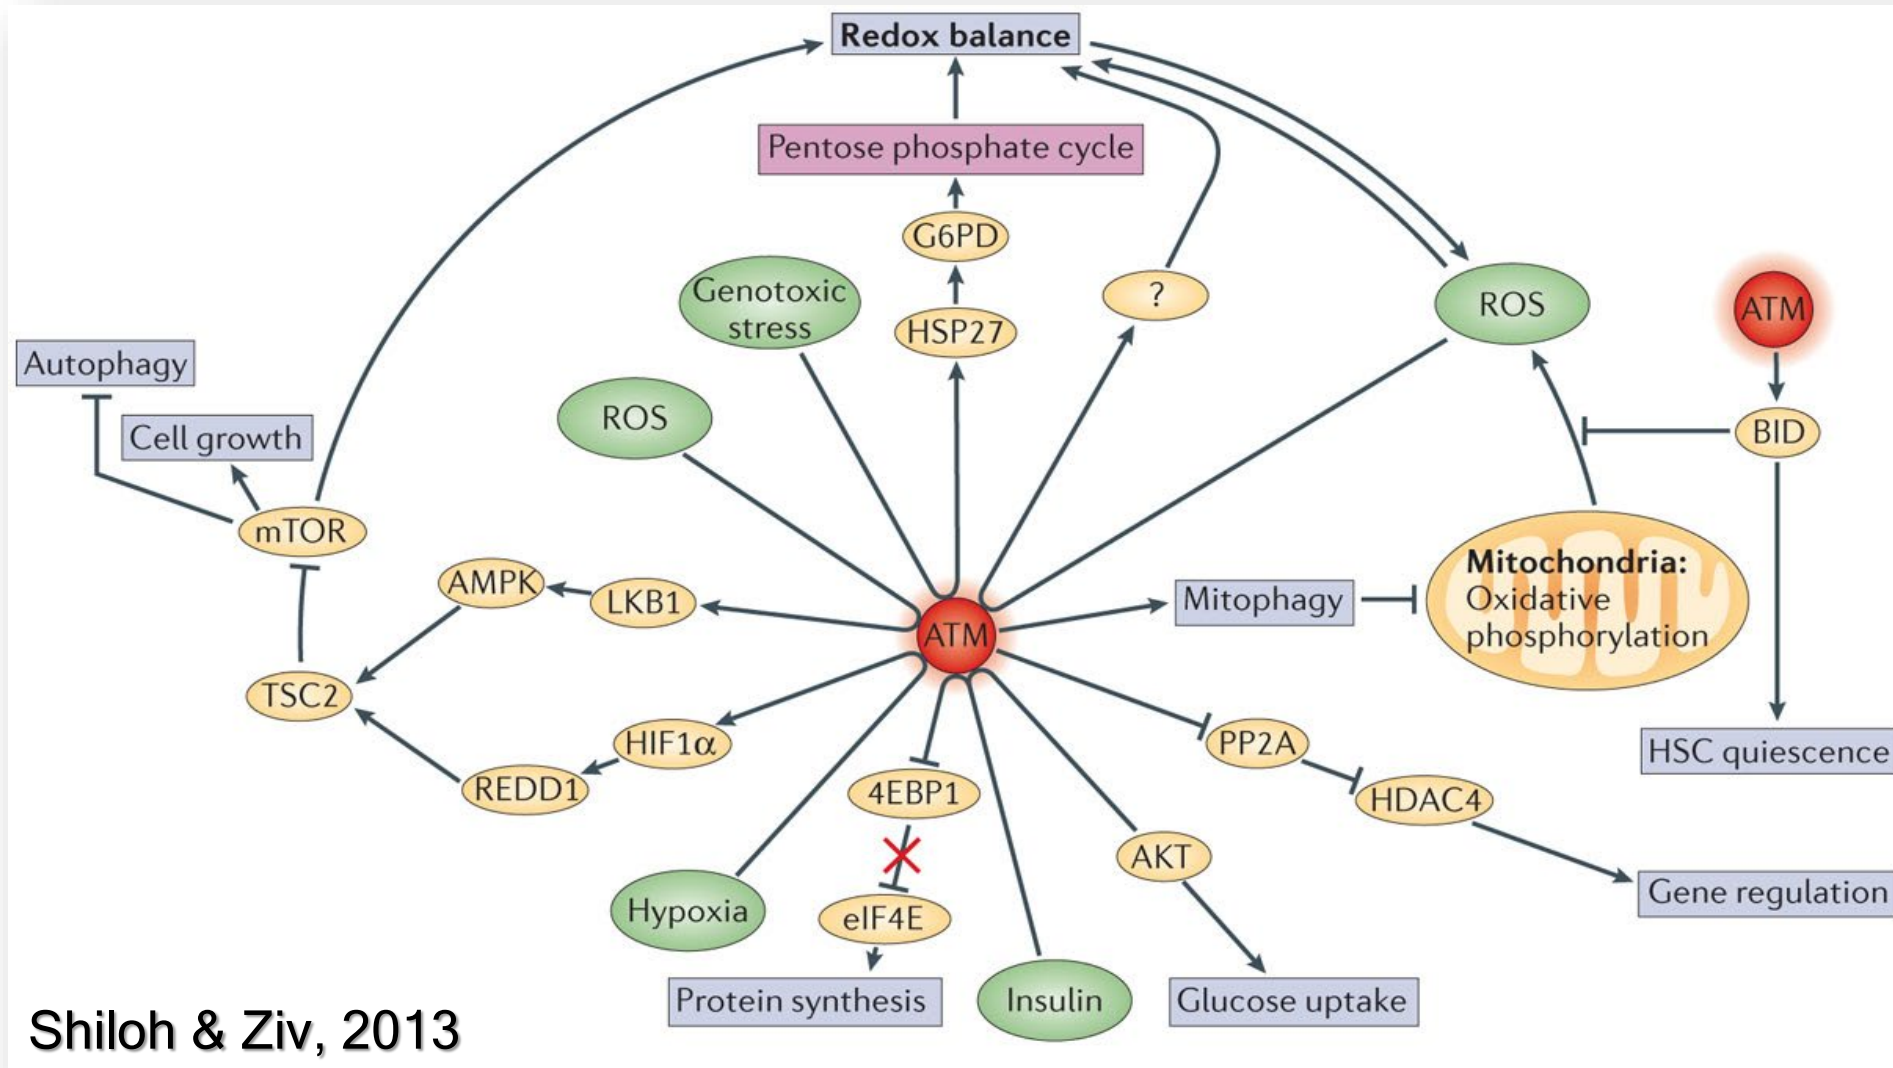 Redox balance
Pentose phosphate cycle
G6PD
Genotoxic
stress
HSP27
?
ROS
ATM
Autophagy
Cell growth
ROS
BID
mTOR
AMPK
LKB1
ATM
Mitophagy
Mitochondria:
Oxidative
phosphorylation
TSC2
HIF1α
REDD1
4EBP1
PP2A
HDAC4
HSC quiescence
AKT
Hypoxia
eIF4E
Gene regulation
Protein synthesis
Insulin
Glucose uptake
Shiloh & Ziv, 2013